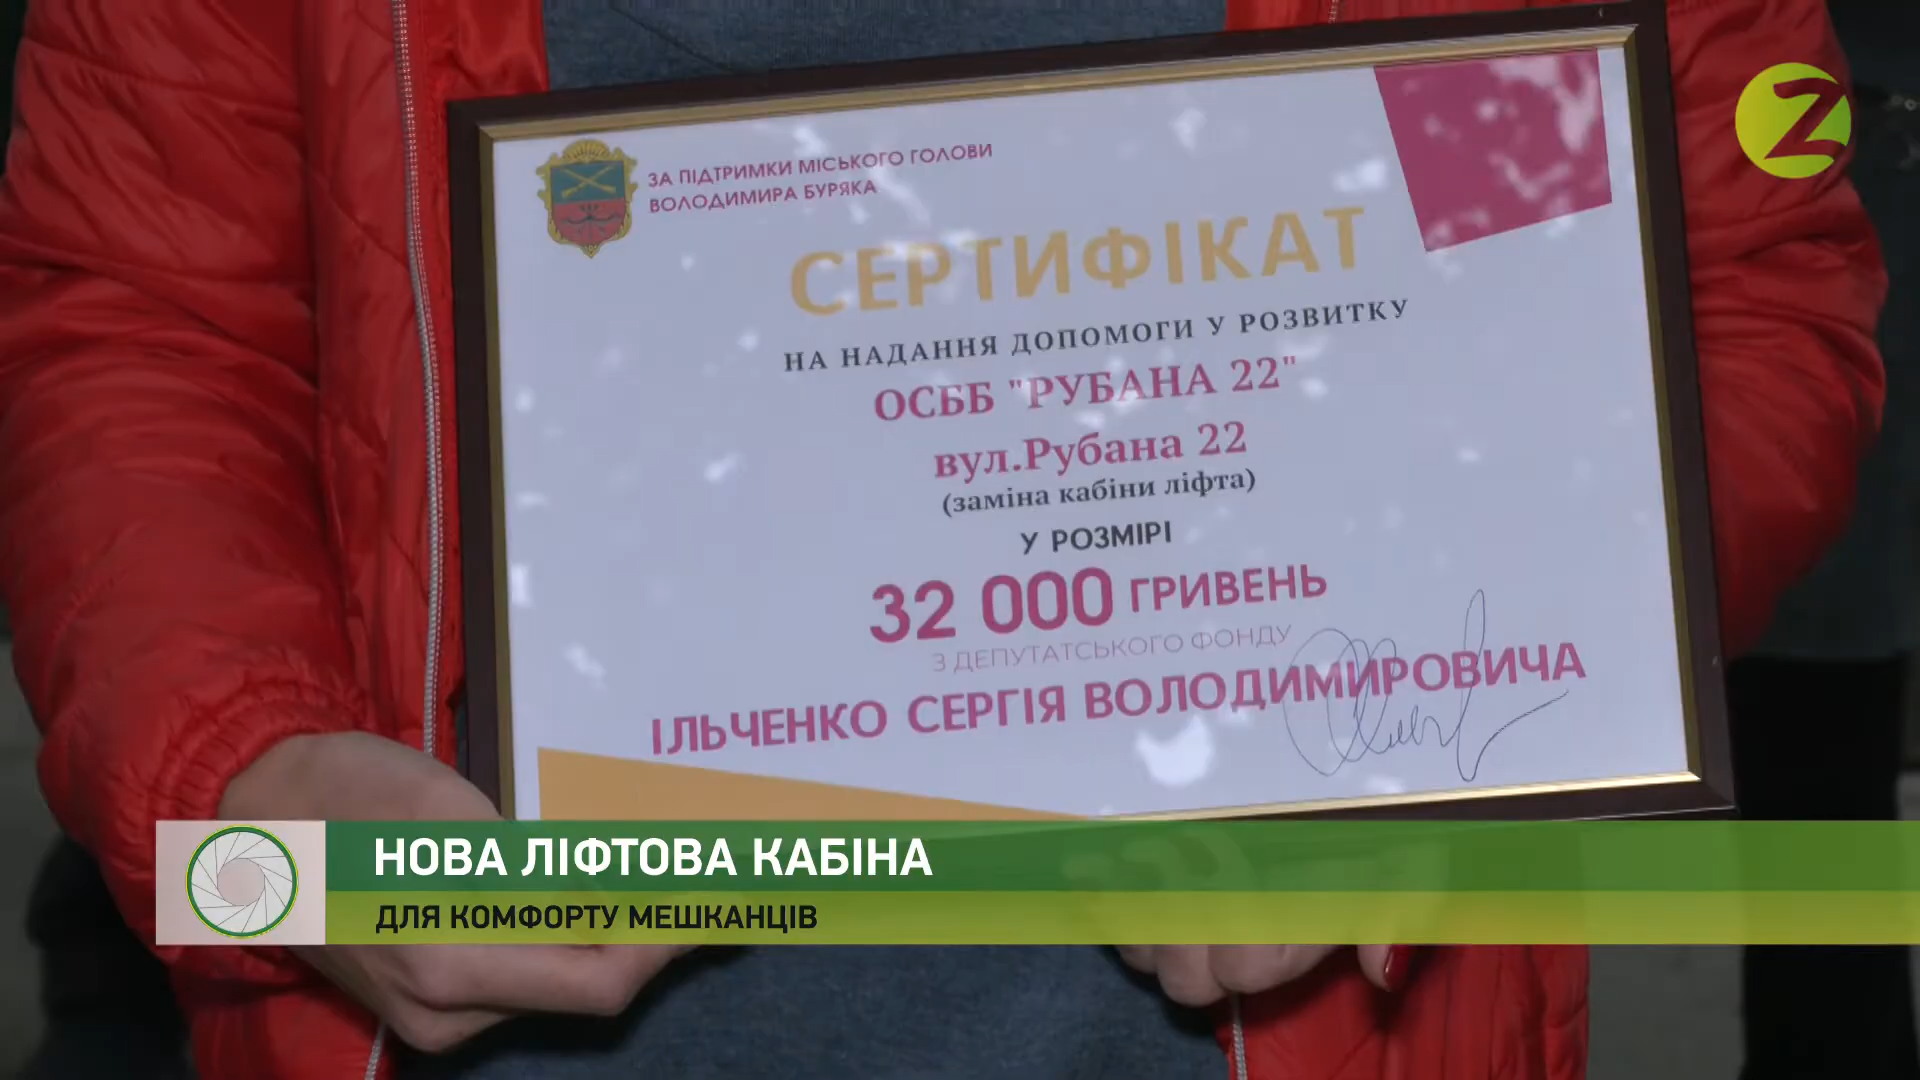 Z
ЗА ПІДТРИМКИ МІСЬКОГО ГОЛОВИ
ВОЛОДИМИРА БУРЯКА
СЕРТИФІКАТ
НА НАДАННЯ ДОПОМОГИ У РОЗВИТКУ
ОСББ "РУБАНА 22"
вул.Рубана 22
(заміна кабіни ліфта)
У РОЗМІРІ
32 000 ГРИВЕНЬ
З ДЕПУТАТСЬКОГО ФОНДУ
ІЛЬЧЕНКО СЕРГІЯ ВОЛОДИМИРОВИЧА
НОВА ЛІФТОВА КАБІНА
ДЛЯ КОМФОРТУ МЕШКАНЦІВ